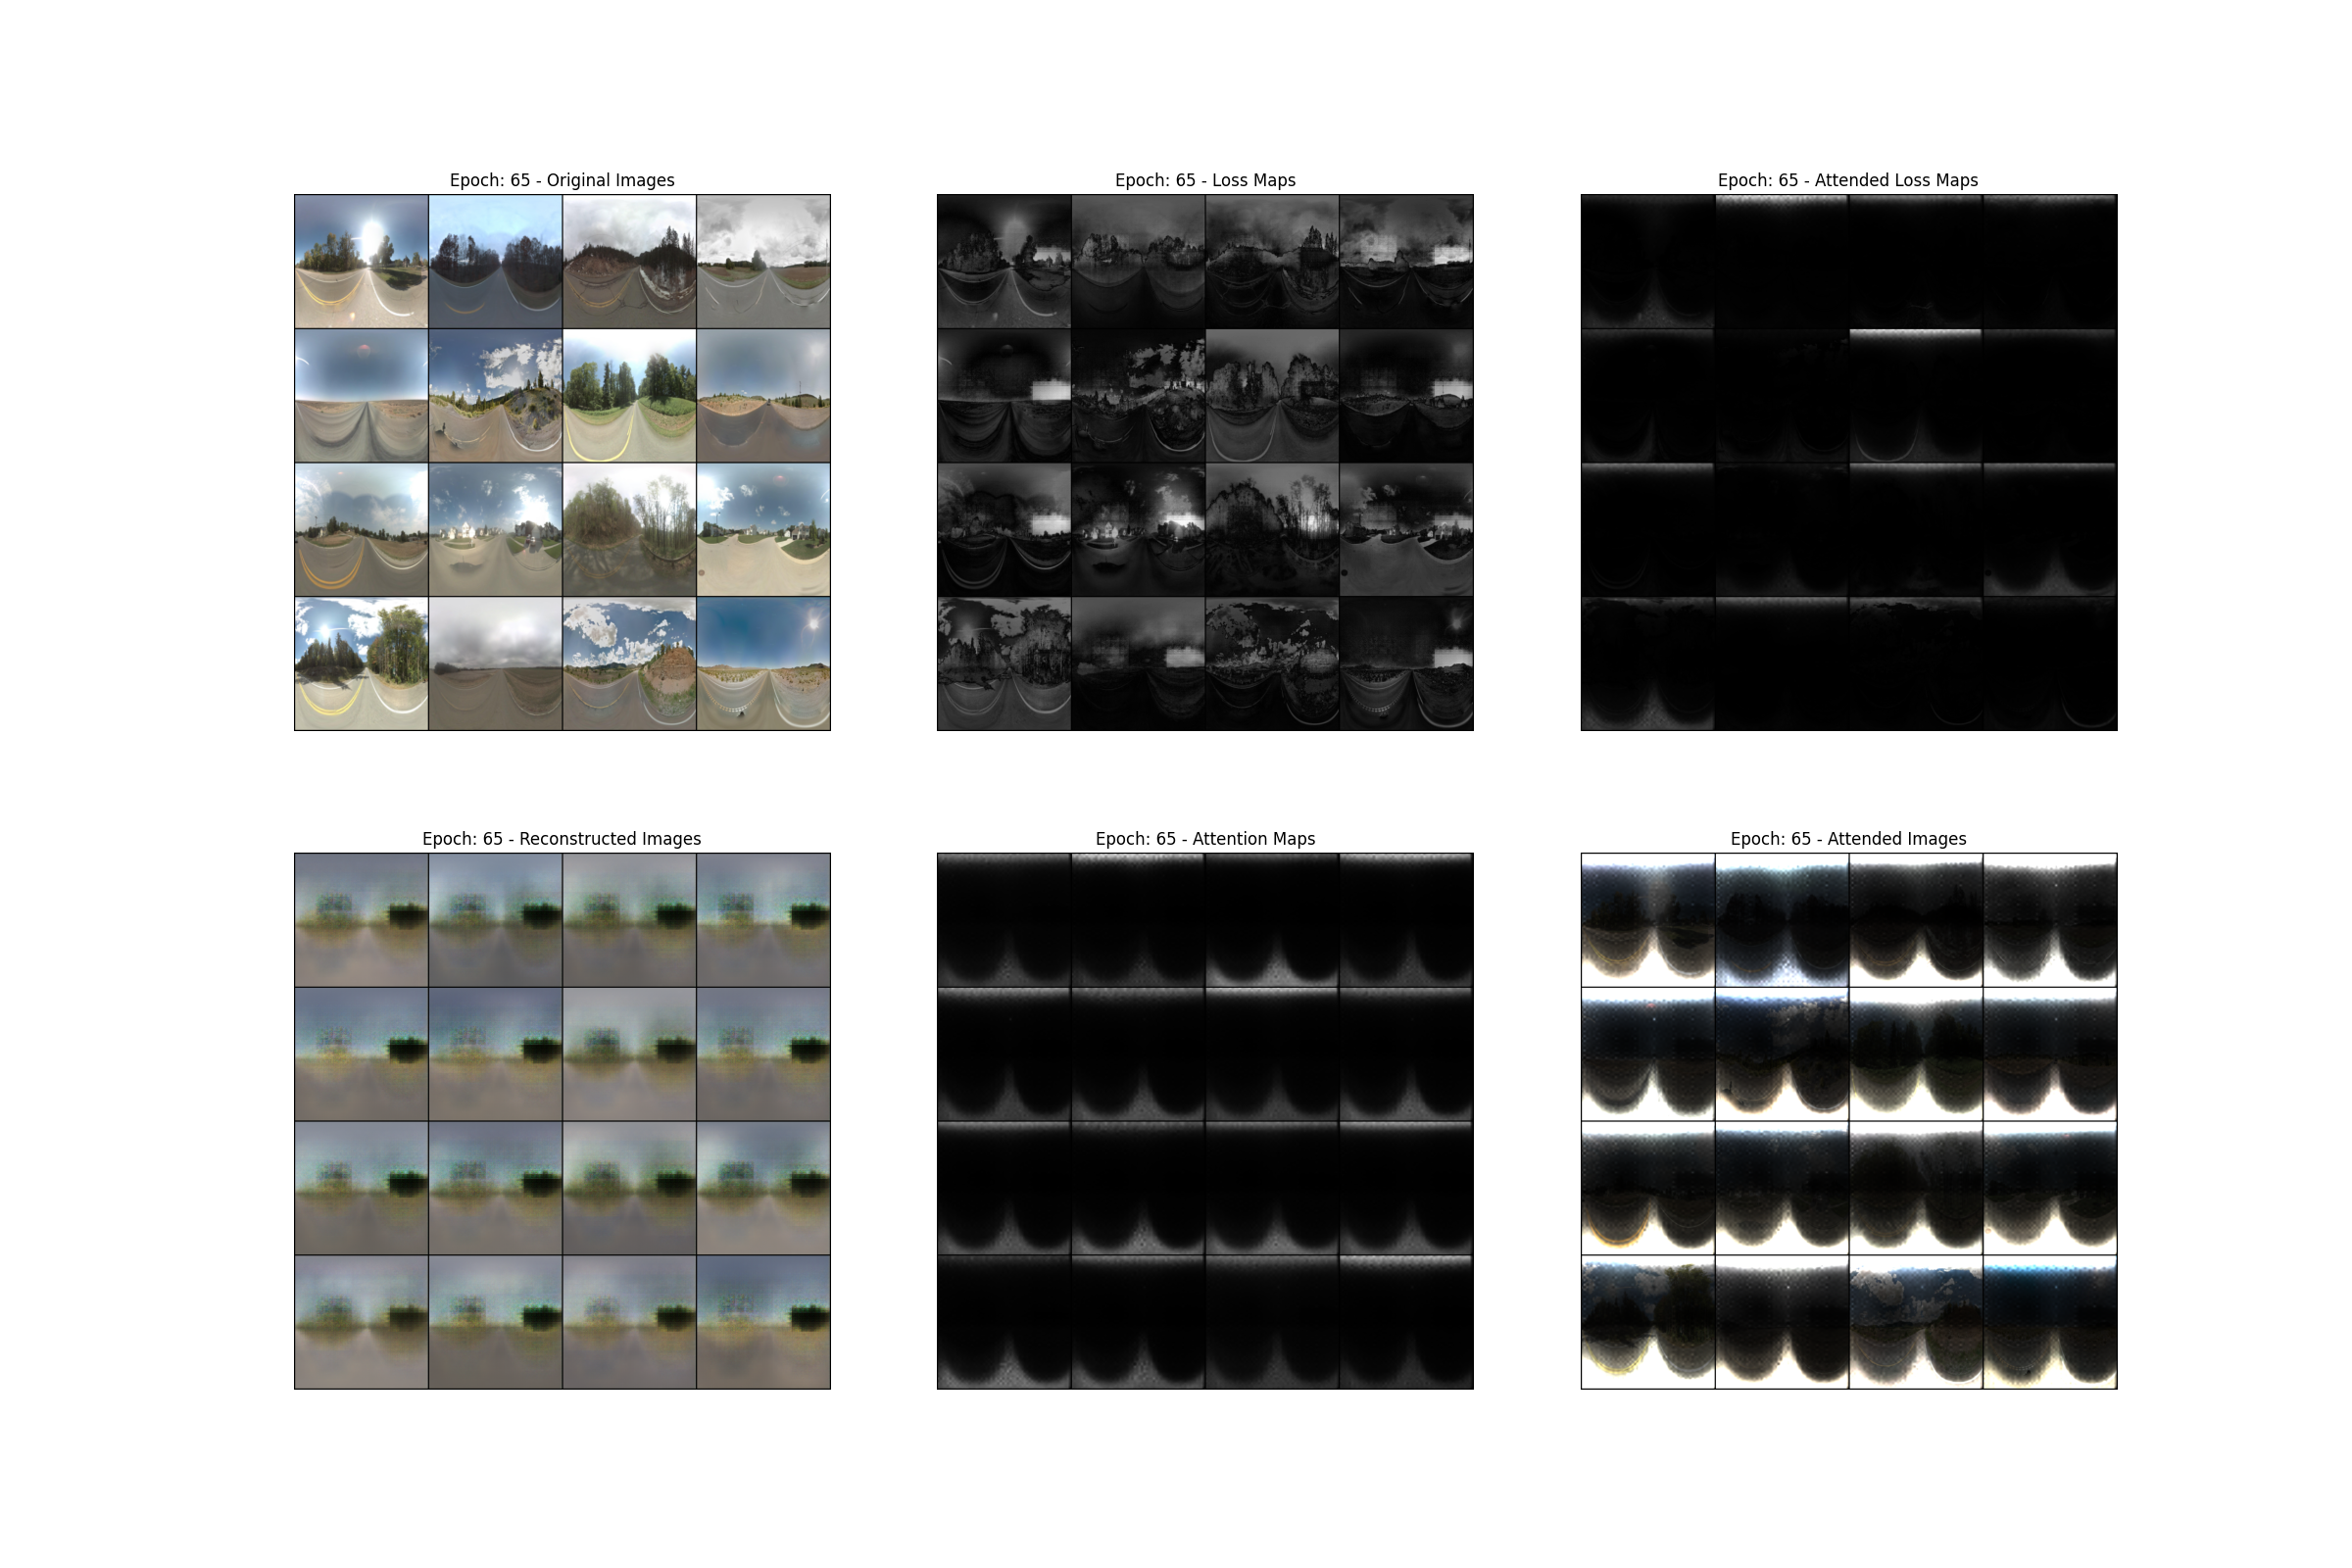 Epoch: 65 - Original Images
Epoch: 65 - Loss Maps
Epoch: 65 - Attended Loss Maps
Epoch: 65 - Reconstructed Images
Epoch: 65 - Attention Maps
Epoch: 65 - Attended Images